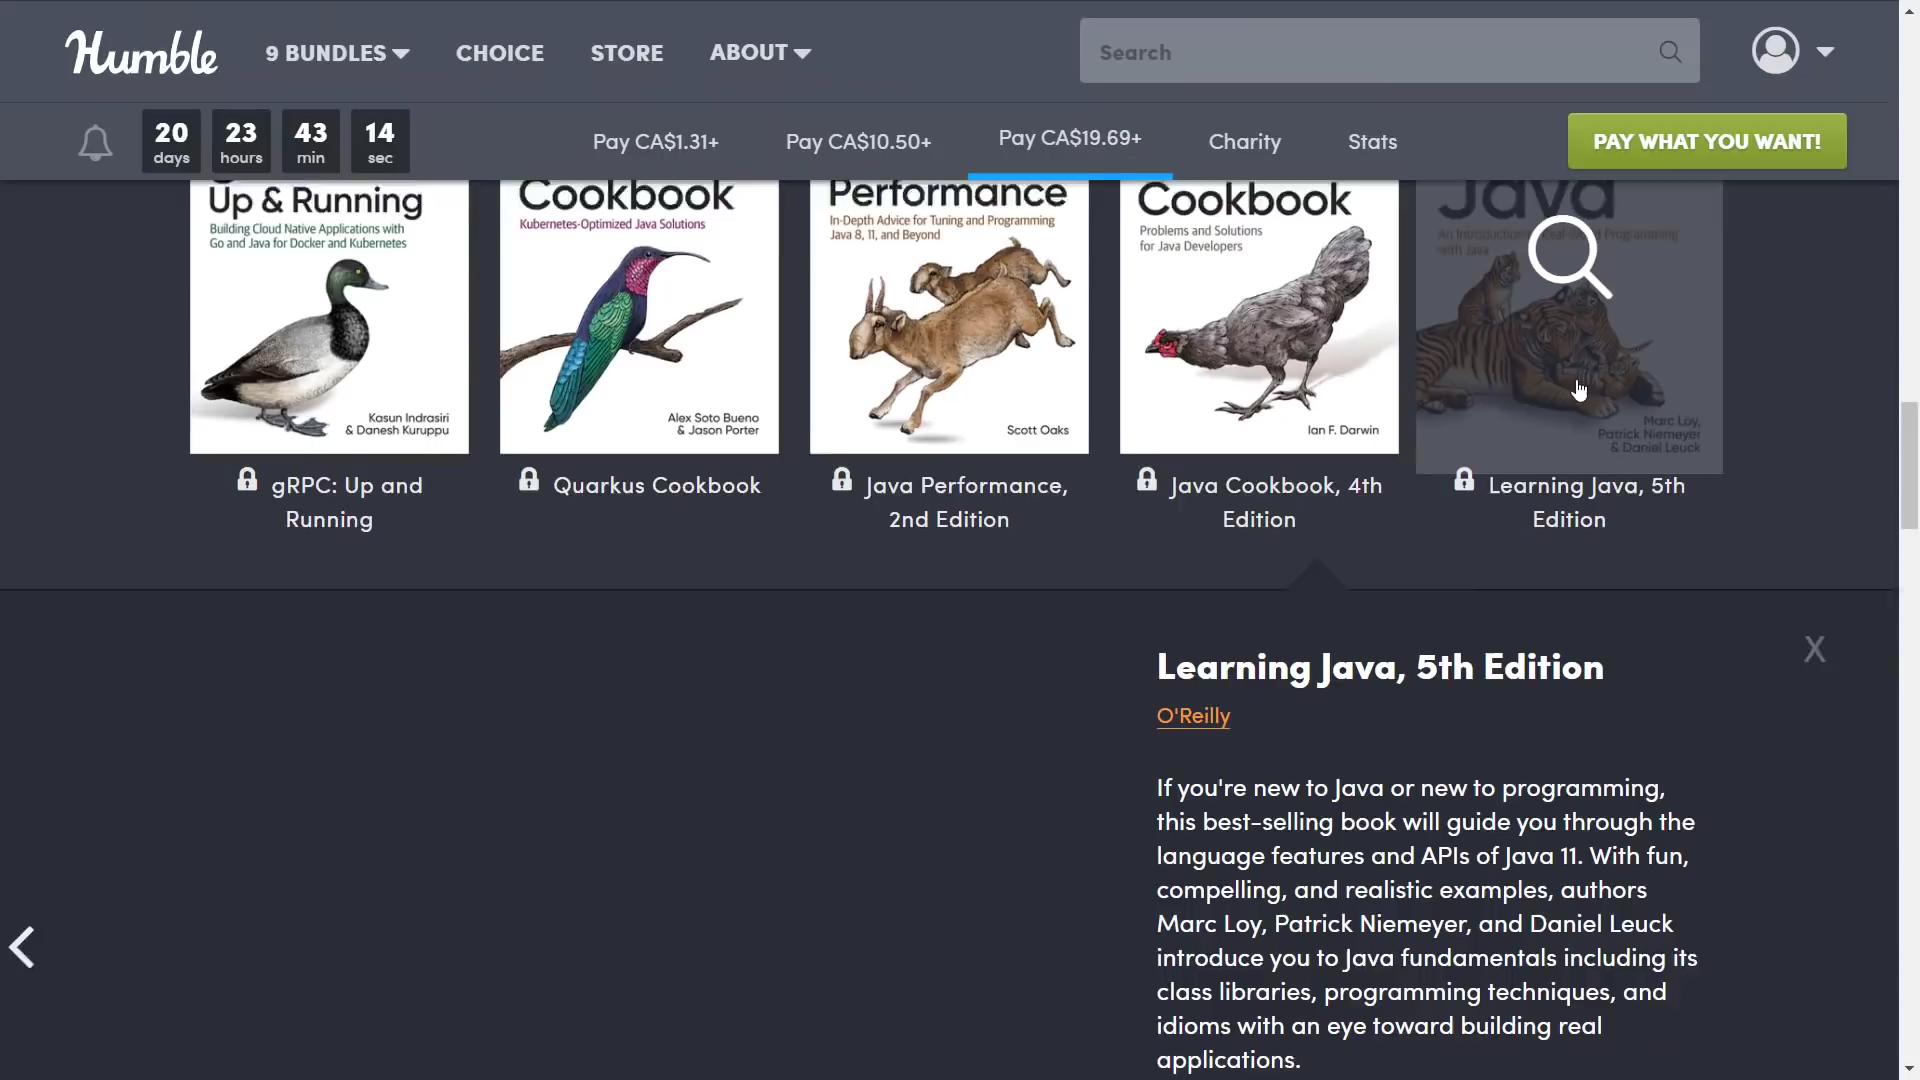 Humble
9 BUNDLES
CHOICE
STORE
ABOUT
Search
20 days
23 hours
43 min
14 sec
Pay CA$1.31+
Pay CA$10.50+
Pay CA$19.69+
Charity
Stats
PAY WHAT YOU WANT!
Up & Running
Building Cloud Native Applications with
Go and Java for Docker and Kubernetes
Kasun Indrasiri
& Danesh Kuruppu
Cookbook
Kubernetes-Optimized Java Solutions
Alex Soto Bueno
& Jason Porter
Performance
In-Depth Advice for Tuning and Programming
Java 8, 11, and Beyond
Scott Oaks
Cookbook
Problems and Solutions
for Java Developers
Ian F. Darwin
Java
An Introduction to Real-World Programming
with Java
Marc Loy,
Patrick Niemeyer
& Daniel Leuck
gRPC: Up and
Running
Quarkus Cookbook
Java Performance,
2nd Edition
Java Cookbook, 4th
Edition
Learning Java, 5th
Edition
Learning Java, 5th Edition
X
O'Reilly
If you're new to Java or new to programming,
this best-selling book will guide you through the
language features and APIs of Java 11. With fun,
compelling, and realistic examples, authors
Marc Loy, Patrick Niemeyer, and Daniel Leuck
introduce you to Java fundamentals including its
class libraries, programming techniques, and
idioms with an eye toward building real
applications.